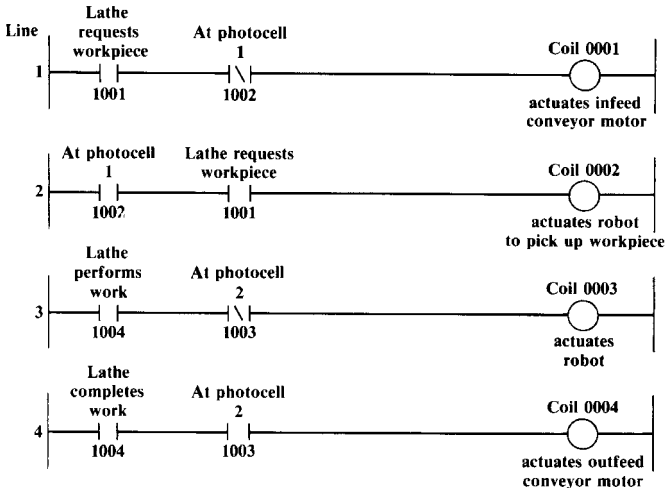 Line
Lathe
requests
workpiece
At photocell
1
Coil 0001
1
1001
1002
actuates infeed
conveyor motor
At photocell
1
Lathe requests
workpiece
Coil 0002
2
1002
1001
actuates robot
to pick up workpiece
Lathe
performs
work
At photocell
2
Coil 0003
3
1004
1003
actuates
robot
Lathe
completes
work
At photocell
2
Coil 0004
4
1004
1003
actuates outfeed
conveyor motor